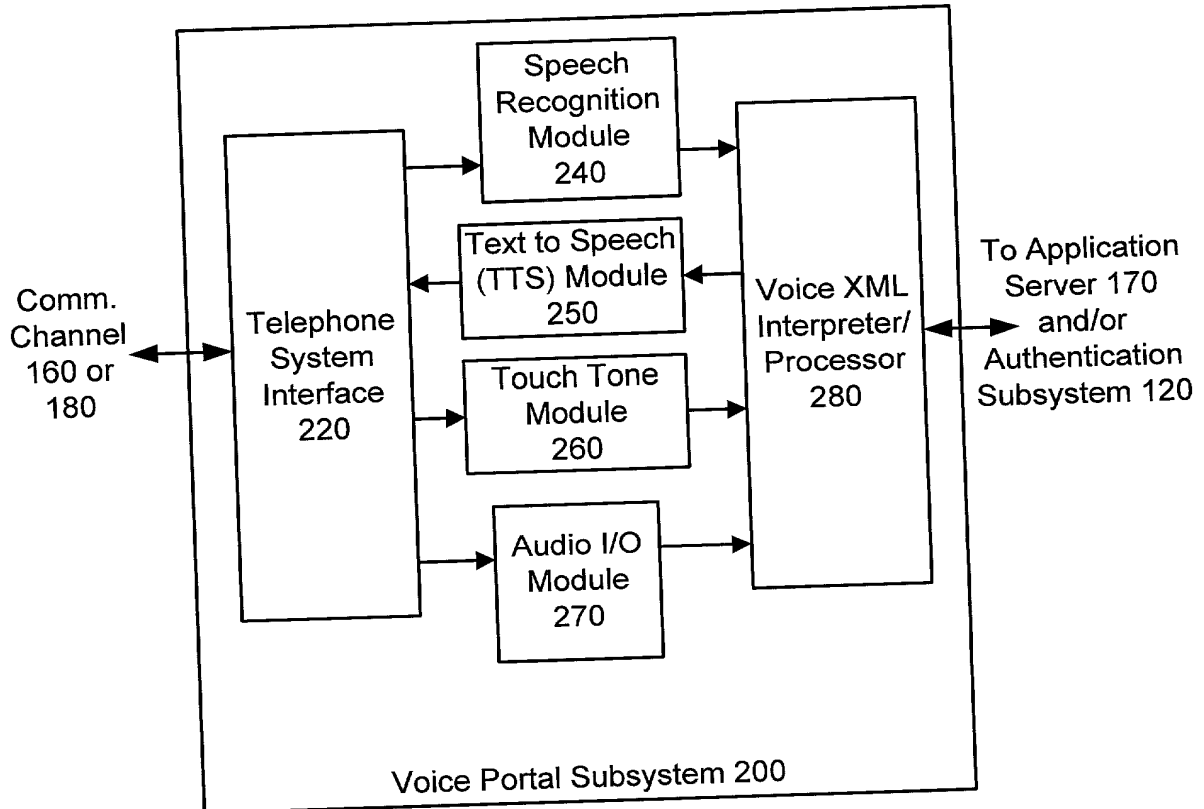 Comm.
Channel
160 or
180
Telephone
System
Interface
220
Speech
Recognition
Module
240
Text to Speech
(TTS) Module
250
Touch Tone
Module
260
Audio I/O
Module
270
Voice XML
Interpreter/
Processor
280
To Application
Server 170
and/or
Authentication
Subsystem 120
Voice Portal Subsystem 200